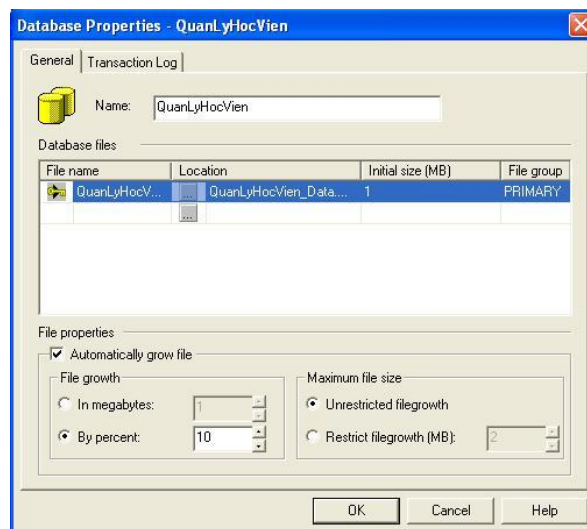 Database Properties - QuanLyHocVien
General Transaction Log
Name: QuanLyHocVien
Database files
File name Location Initial size (MB) File group
QuanLyHocV... ... QuanLyHocVien_Data.... 1 PRIMARY
...
File properties
Automatically grow file
File growth Maximum file size
In megabytes: 1 Unrestricted filegrowth
By percent: 10 Restrict filegrowth (MB): 2
OK Cancel Help